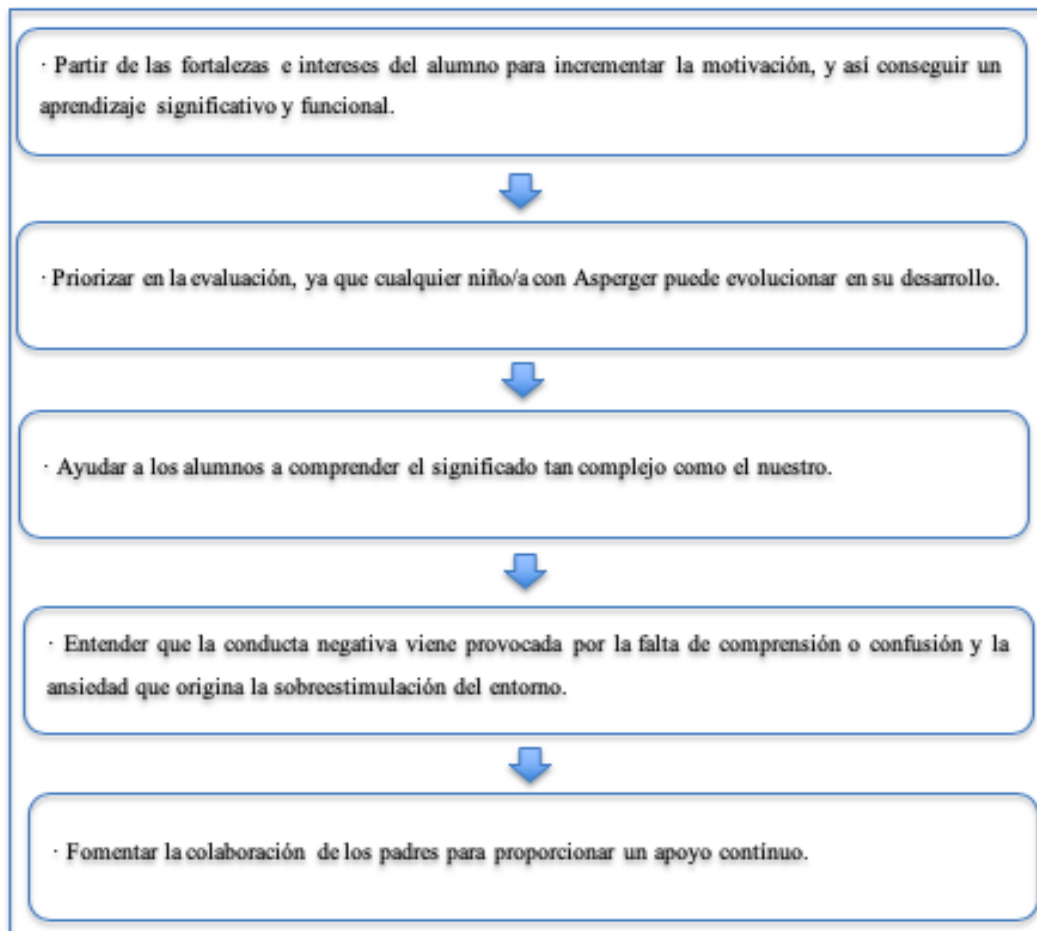 · Partir de las fortalezas e intereses del alumno para incrementar la motivación, y así conseguir un
aprendizaje significativo y funcional.
· Priorizar en la evaluación, ya que cualquier niño/a con Asperger puede evolucionar en su desarrollo.
· Ayudar a los alumnos a comprender el significado tan complejo como el nuestro.
· Entender que la conducta negativa viene provocada por la falta de comprensión o confusión y la
ansiedad que origina la sobreestimulación del entorno.
· Fomentar la colaboración de los padres para proporcionar un apoyo contínuo.